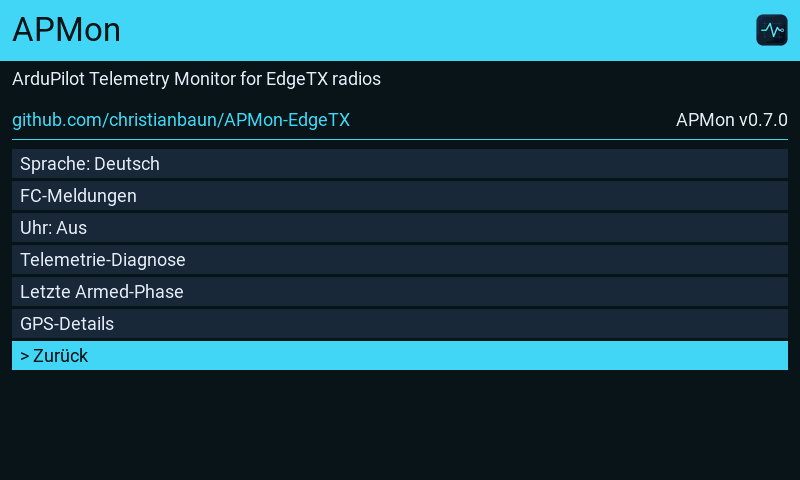 APMon
ArduPilot Telemetry Monitor for EdgeTX radios
github.com/christianbaun/APMon-EdgeTX APMon v0.7.0
Sprache: Deutsch
FC-Meldungen
Uhr: Aus
Telemetrie-Diagnose
Letzte Armed-Phase
GPS-Details
> Zurück